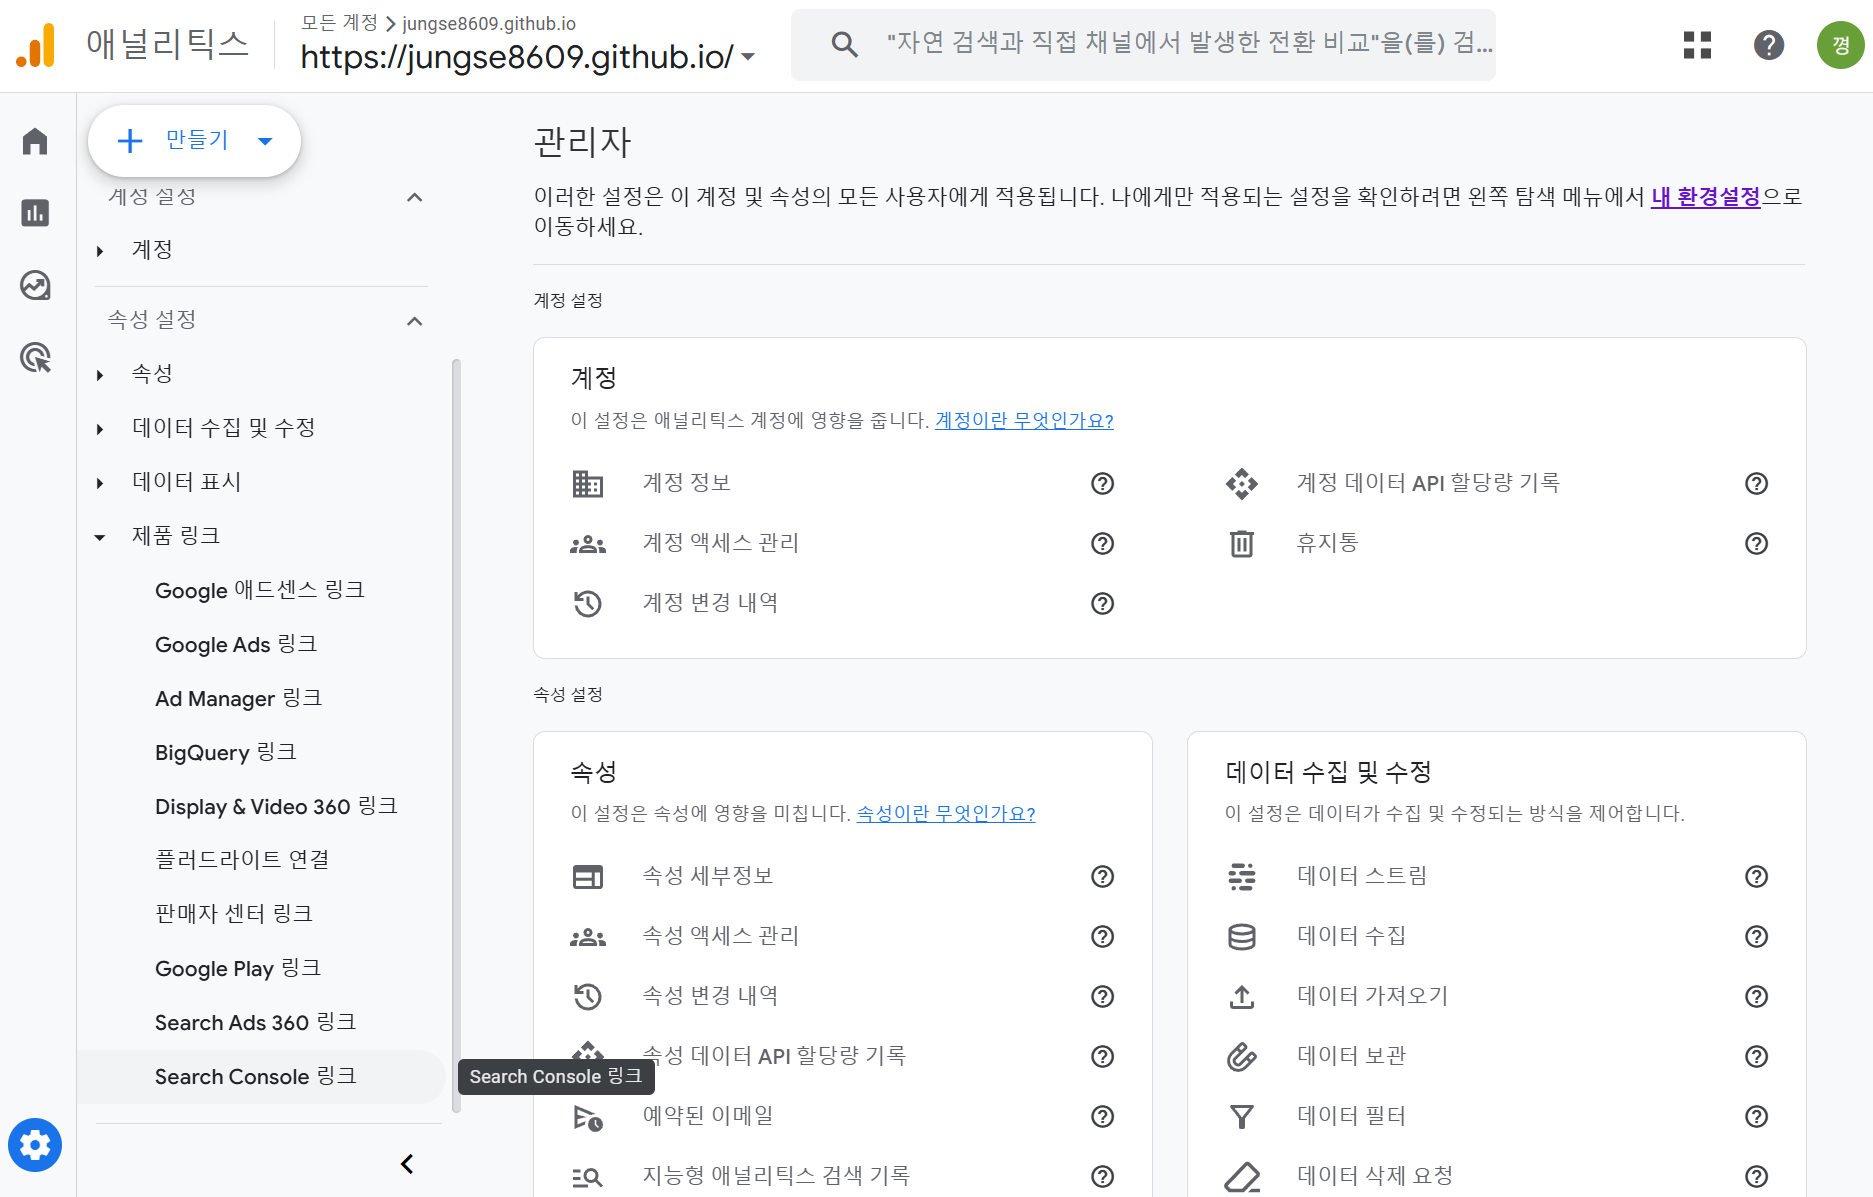 애널리틱스
모든 계정 > jungse8609.github.io
https://jungse8609.github.io/
"자연 검색과 직접 채널에서 발생한 전환 비교"을(를) 검...
경
만들기
계정 설정
계정
속성 설정
속성
데이터 수집 및 수정
데이터 표시
제품 링크
Google 애드센스 링크
Google Ads 링크
Ad Manager 링크
BigQuery 링크
Display & Video 360 링크
플러드라이트 연결
판매자 센터 링크
Google Play 링크
Search Ads 360 링크
Search Console 링크
Search Console 링크
관리자
이러한 설정은 이 계정 및 속성의 모든 사용자에게 적용됩니다. 나에게만 적용되는 설정을 확인하려면 왼쪽 탐색 메뉴에서 내 환경설정으로
이동하세요.
계정 설정
계정
이 설정은 애널리틱스 계정에 영향을 줍니다. 계정이란 무엇인가요?
계정 정보
계정 액세스 관리
계정 변경 내역
계정 데이터 API 할당량 기록
휴지통
속성 설정
속성
이 설정은 속성에 영향을 미칩니다. 속성이란 무엇인가요?
속성 세부정보
속성 액세스 관리
속성 변경 내역
속성 데이터 API 할당량 기록
예약된 이메일
지능형 애널리틱스 검색 기록
데이터 수집 및 수정
이 설정은 데이터가 수집 및 수정되는 방식을 제어합니다.
데이터 스트림
데이터 수집
데이터 가져오기
데이터 보관
데이터 필터
데이터 삭제 요청